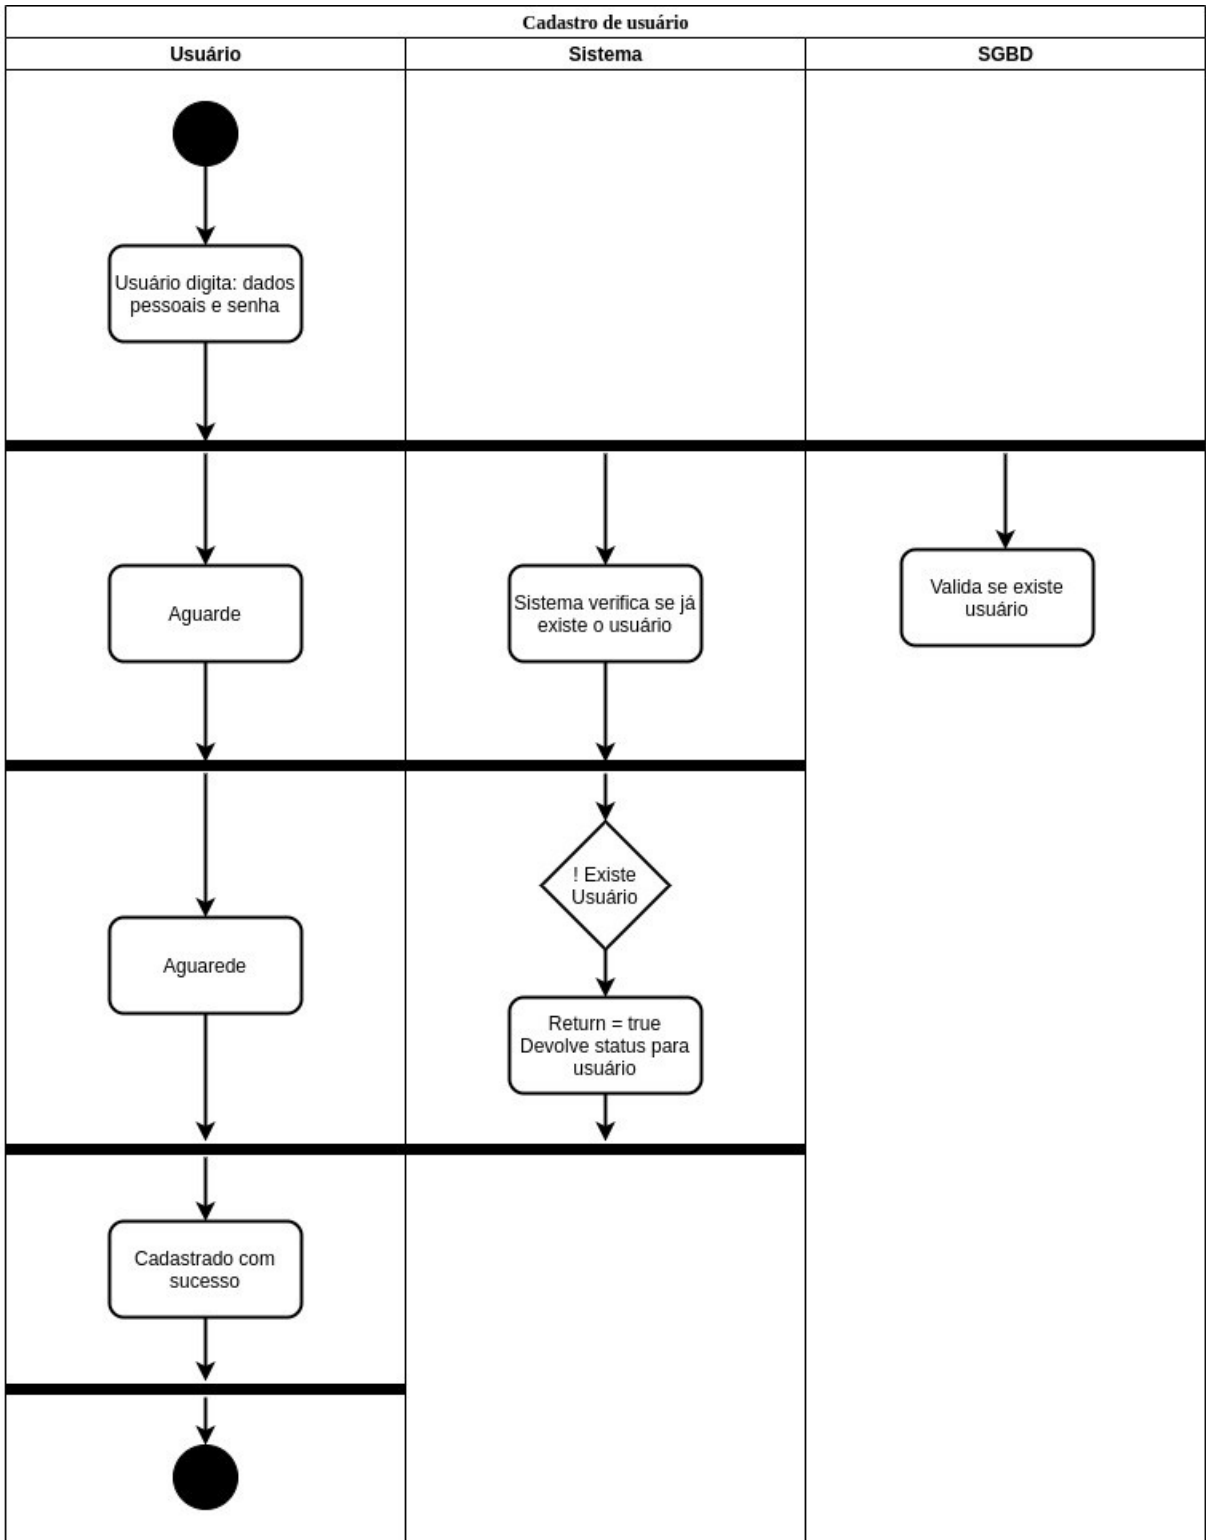 Cadastro de usuário
Usuário
Sistema
SGBD
Usuário digita: dados
pessoais e senha
Aguarde
Sistema verifica se já
existe o usuário
Valida se existe
usuário
! Existe
Usuário
Aguarede
Return = true
Devolve status para
usuário
Cadastrado com
sucesso